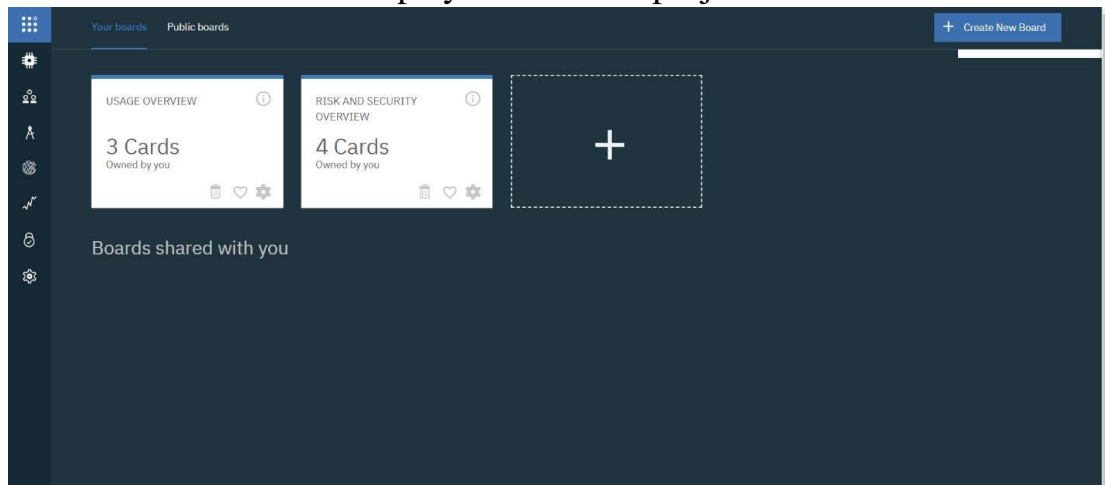 Your boards Public boards
+ Create New Board
USAGE OVERVIEW
3 Cards
Owned by you
RISK AND SECURITY
OVERVIEW
4 Cards
Owned by you
Boards shared with you